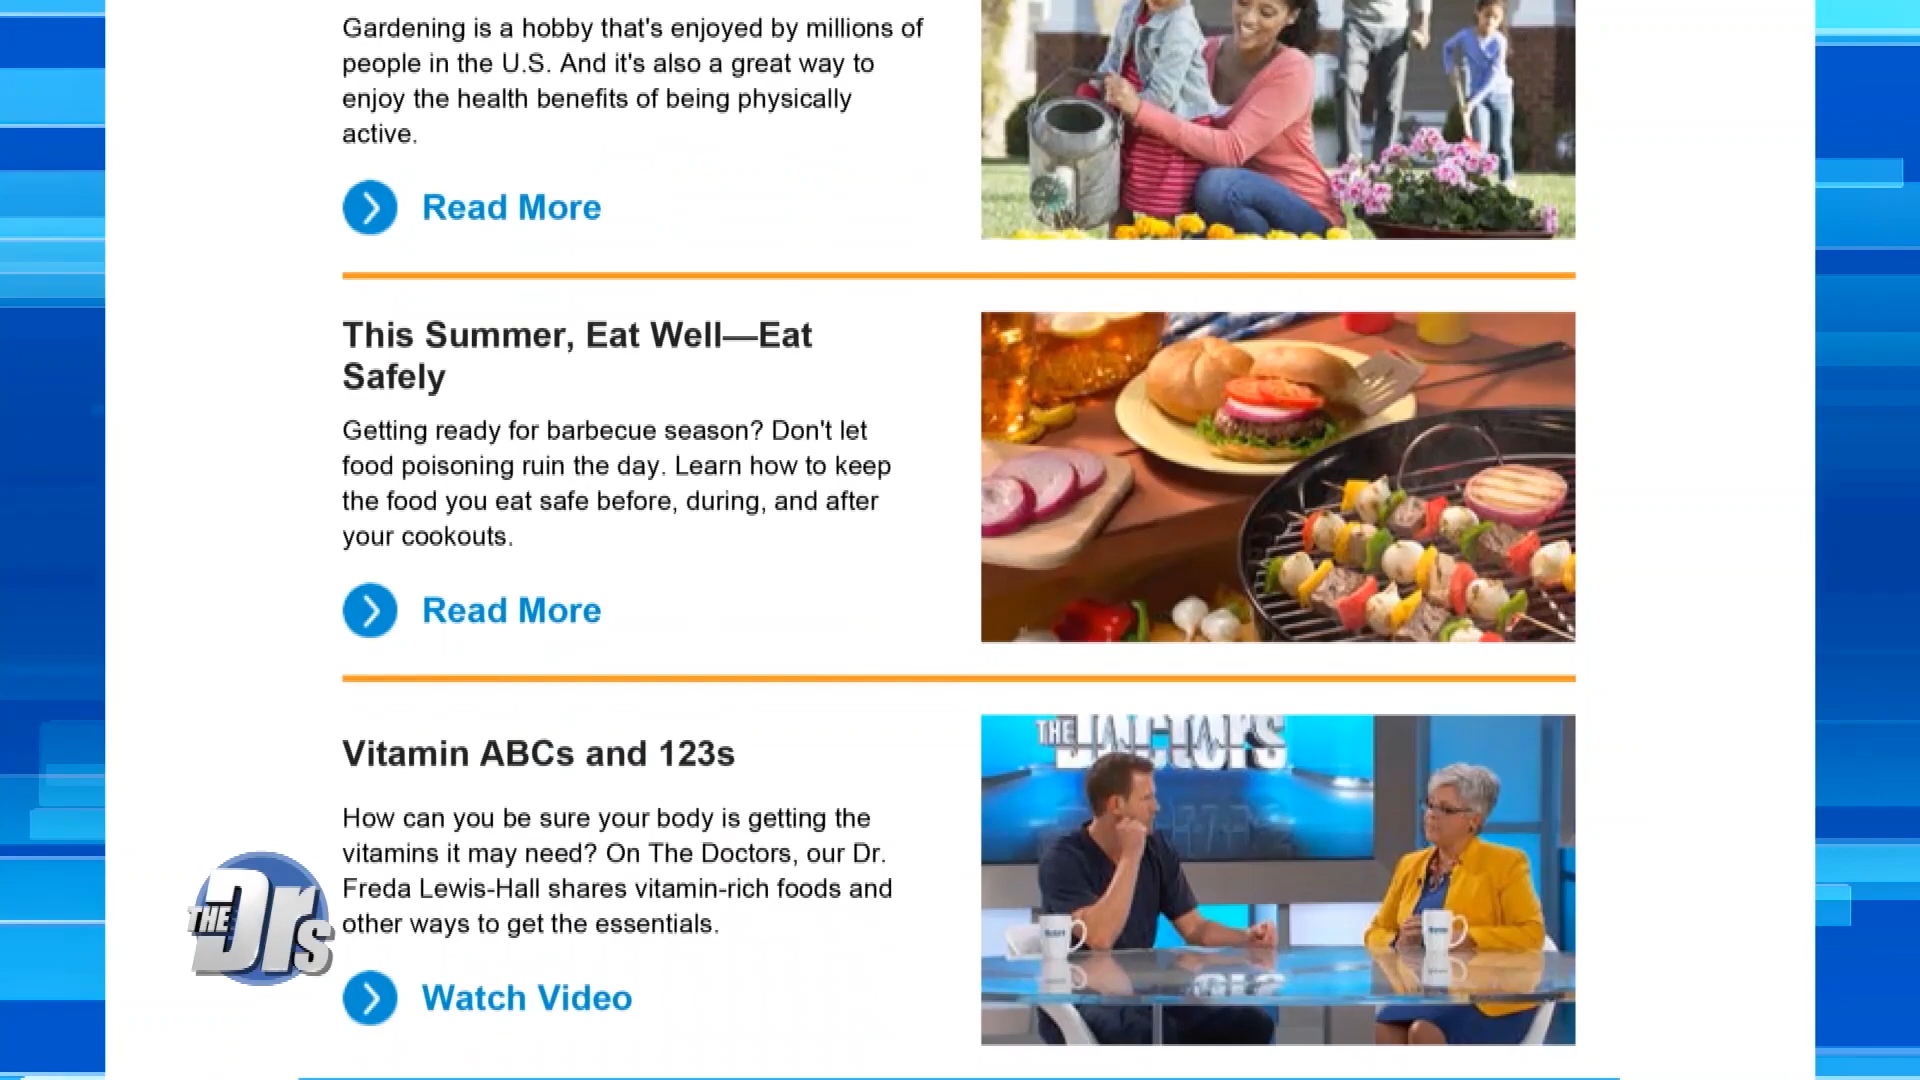 Gardening is a hobby that's enjoyed by millions of
people in the U.S. And it's also a great way to
enjoy the health benefits of being physically
active.
Read More
This Summer, Eat Well—Eat
Safely
Getting ready for barbecue season? Don't let
food poisoning ruin the day. Learn how to keep
the food you eat safe before, during, and after
your cookouts.
Read More
Vitamin ABCs and 123s
How can you be sure your body is getting the
vitamins it may need? On The Doctors, our Dr.
Freda Lewis-Hall shares vitamin-rich foods and
other ways to get the essentials.
Watch Video
THE DOCTORS
THE Drs